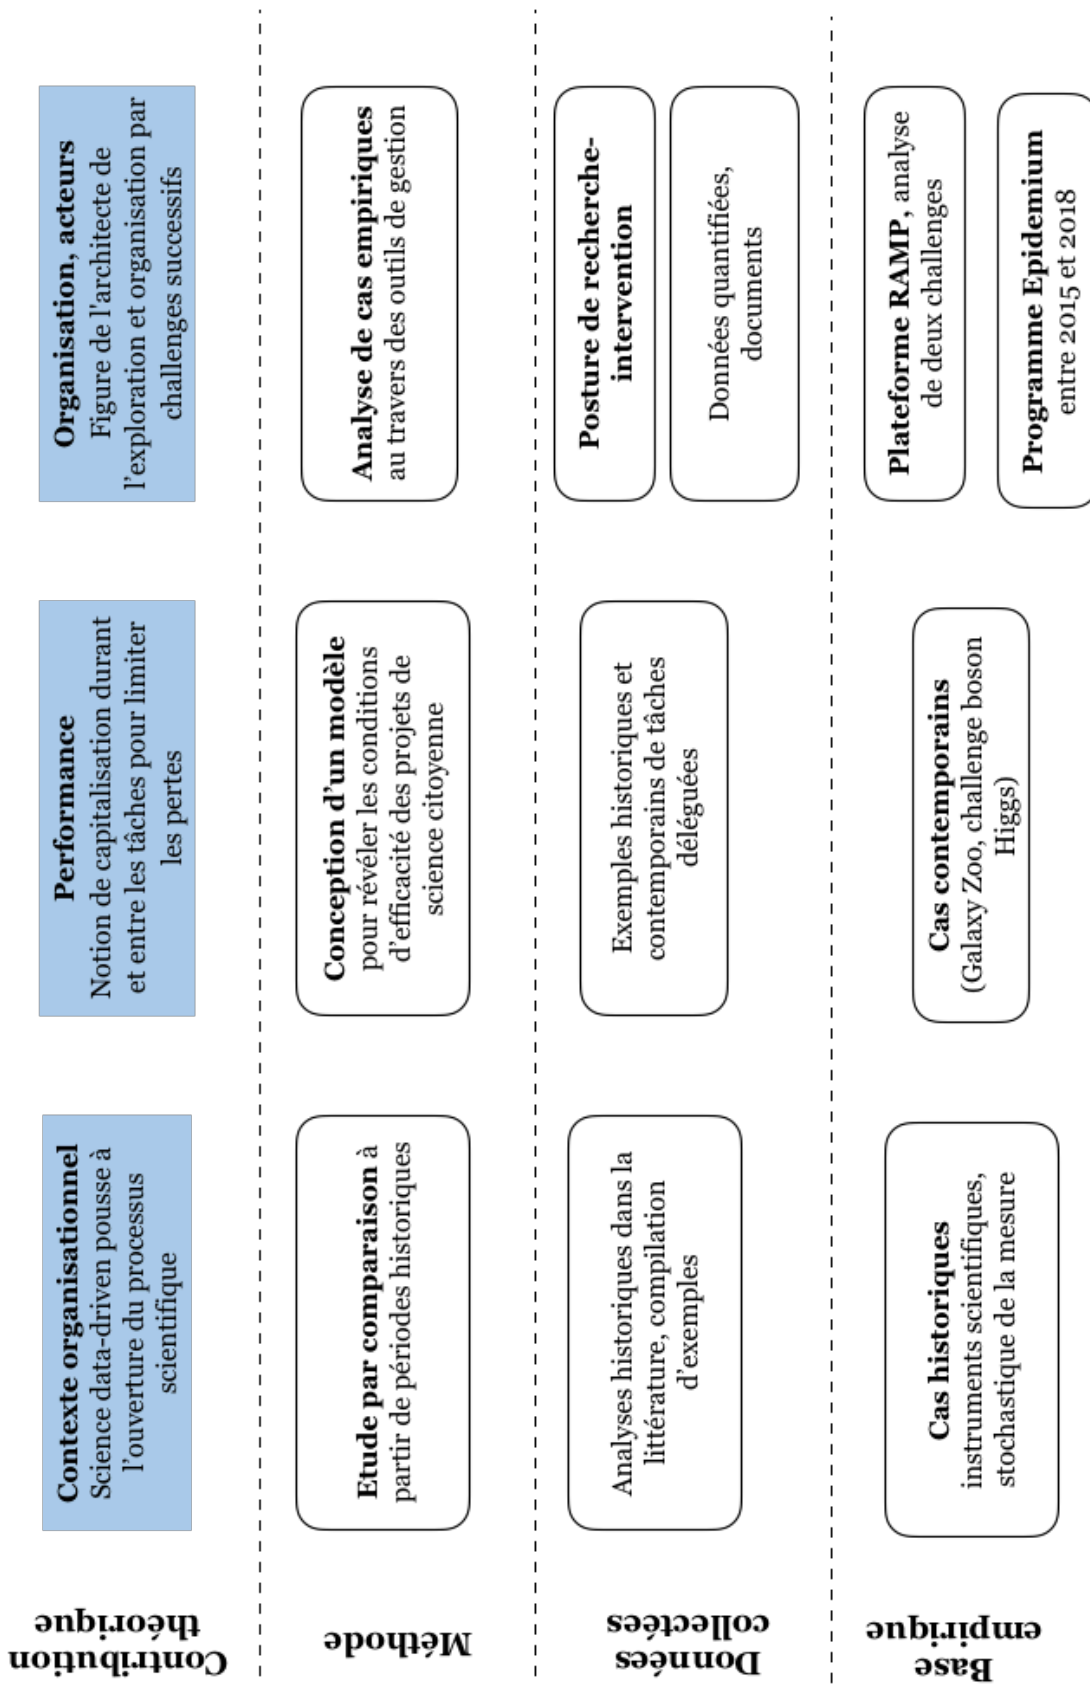 Contribution
théorique
Contexte organisationnel
Science data-driven pousse à
l'ouverture du processus
scientifique
Performance
Notion de capitalisation durant
et entre les tâches pour limiter
les pertes
Organisation, acteurs
Figure de l'architecte de
l'exploration et organisation par
challenges successifs
Méthode
Etude par comparaison à
partir de périodes historiques
Conception d'un modèle
pour révéler les conditions
d'efficacité des projets de
science citoyenne
Analyse de cas empiriques
au travers des outils de gestion
Données
collectées
Analyses historiques dans la
littérature, compilation
d'exemples
Exemples historiques et
contemporains de tâches
déléguées
Posture de recherche-
intervention
Données quantifiées,
documents
Base
empirique
Cas historiques
instruments scientifiques,
stochastique de la mesure
Cas contemporains
(Galaxy Zoo, challenge boson
Higgs)
Plateforme RAMP, analyse
de deux challenges
Programme Epidemium
entre 2015 et 2018